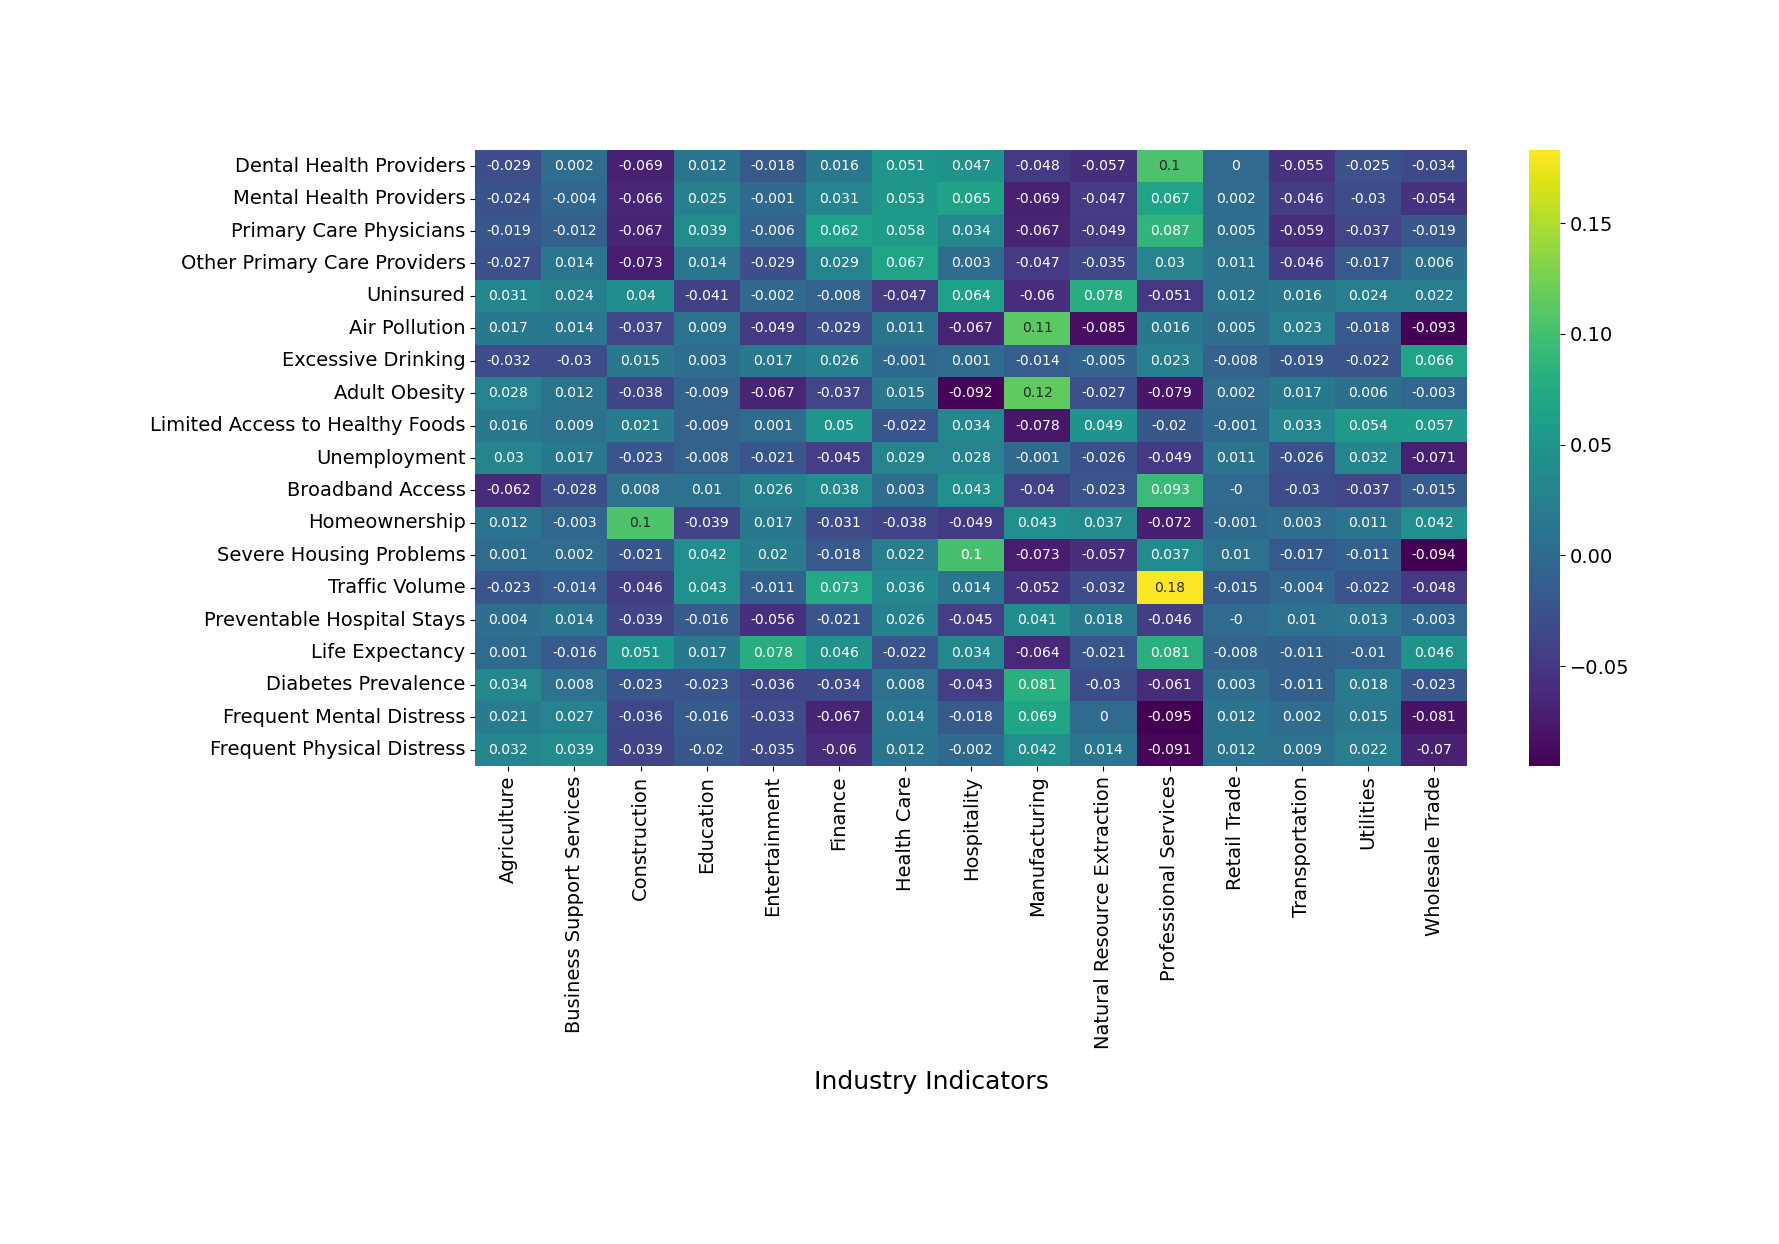 Dental Health Providers -0.029 0.002 -0.069 0.012 -0.018 0.016 0.051 0.047 -0.048 -0.057 0.1 0 -0.055 -0.025 -0.034
Mental Health Providers -0.024 -0.004 -0.066 0.025 -0.001 0.031 0.053 0.065 -0.069 -0.047 0.067 0.002 -0.046 -0.03 -0.054
Primary Care Physicians -0.019 -0.012 -0.067 0.039 -0.006 0.062 0.058 0.034 -0.067 -0.049 0.087 0.005 -0.059 -0.037 -0.019
Other Primary Care Providers -0.027 0.014 -0.073 0.014 -0.029 0.029 0.067 0.003 -0.047 -0.035 0.03 0.011 -0.046 -0.017 0.006
Uninsured 0.031 0.024 0.04 -0.041 -0.002 -0.008 -0.047 0.064 -0.06 0.078 -0.051 0.012 0.016 0.024 0.022
Air Pollution 0.017 0.014 -0.037 0.009 -0.049 -0.029 0.011 -0.067 0.11 -0.085 0.016 0.005 0.023 -0.018 -0.093
Excessive Drinking -0.032 -0.03 0.015 0.003 0.017 0.026 -0.001 0.001 -0.014 -0.005 0.023 -0.008 -0.019 -0.022 0.066
Adult Obesity 0.028 0.012 -0.038 -0.009 -0.067 -0.037 0.015 -0.092 0.12 -0.027 -0.079 0.002 0.017 0.006 -0.003
Limited Access to Healthy Foods 0.016 0.009 0.021 -0.009 0.001 0.05 -0.022 0.034 -0.078 0.049 -0.02 -0.001 0.033 0.054 0.057
Unemployment 0.03 0.017 -0.023 -0.008 -0.021 -0.045 0.029 0.028 -0.001 -0.026 -0.049 0.011 -0.026 0.032 -0.071
Broadband Access -0.062 -0.028 0.008 0.01 0.026 0.038 0.003 0.043 -0.04 -0.023 0.093 -0 -0.03 -0.037 -0.015
Homeownership 0.012 -0.003 0.1 -0.039 0.017 -0.031 -0.038 -0.049 0.043 0.037 -0.072 -0.001 0.003 0.011 0.042
Severe Housing Problems 0.001 0.002 -0.021 0.042 0.02 -0.018 0.022 0.1 -0.073 -0.057 0.037 0.01 -0.017 -0.011 -0.094
Traffic Volume -0.023 -0.014 -0.046 0.043 -0.011 0.073 0.036 0.014 -0.052 -0.032 0.18 -0.015 -0.004 -0.022 -0.048
Preventable Hospital Stays 0.004 0.014 -0.039 -0.016 -0.056 -0.021 0.026 -0.045 0.041 0.018 -0.046 -0 0.01 0.013 -0.003
Life Expectancy 0.001 -0.016 0.051 0.017 0.078 0.046 -0.022 0.034 -0.064 -0.021 0.081 -0.008 -0.011 -0.01 0.046
Diabetes Prevalence 0.034 0.008 -0.023 -0.023 -0.036 -0.034 0.008 -0.043 0.081 -0.03 -0.061 0.003 -0.011 0.018 -0.023
Frequent Mental Distress 0.021 0.027 -0.036 -0.016 -0.033 -0.067 0.014 -0.018 0.069 0 -0.095 0.012 0.002 0.015 -0.081
Frequent Physical Distress 0.032 0.039 -0.039 -0.02 -0.035 -0.06 0.012 -0.002 0.042 0.014 -0.091 0.012 0.009 0.022 -0.07
Agriculture
Business Support Services
Construction
Education
Entertainment
Finance
Health Care
Hospitality
Manufacturing
Natural Resource Extraction
Professional Services
Retail Trade
Transportation
Utilities
Wholesale Trade
Industry Indicators
0.15
0.10
0.05
0.00
−0.05